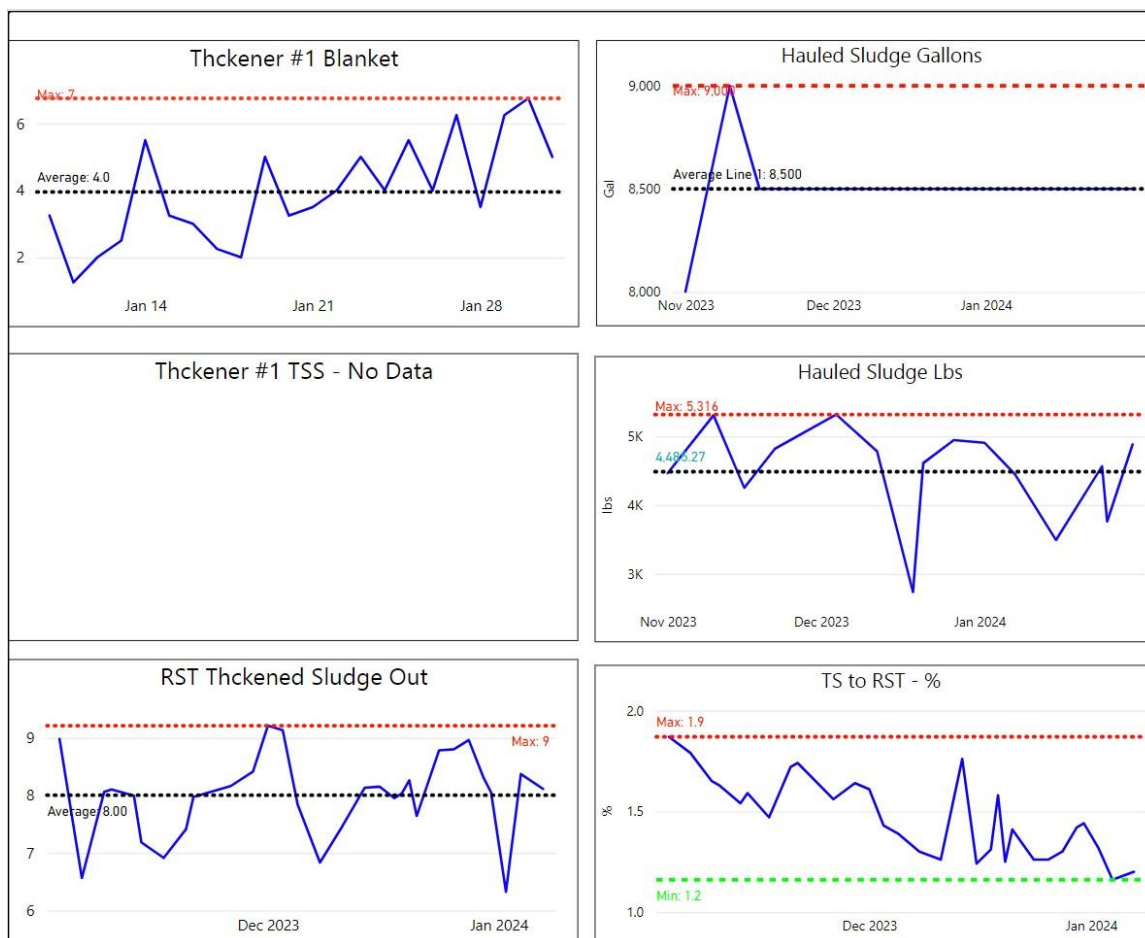 Thckener #1 Blanket
Max: 7
6
Average: 4.0
4
2
Jan 14
Jan 21
Jan 28
Hauled Sludge Gallons
9,000
Max: 9,000
Average Line 1: 8,500
8,500
Gal
8,000
Nov 2023
Dec 2023
Jan 2024
Thckener #1 TSS - No Data
Hauled Sludge Lbs
Max: 5,316
5K
4,485.27
4K
lbs
3K
Nov 2023
Dec 2023
Jan 2024
RST Thckened Sludge Out
9
Max: 9
8
Average: 8.00
7
6
Dec 2023
Jan 2024
TS to RST - %
2.0
Max: 1.9
1.5
%
Min: 1.2
1.0
Dec 2023
Jan 2024